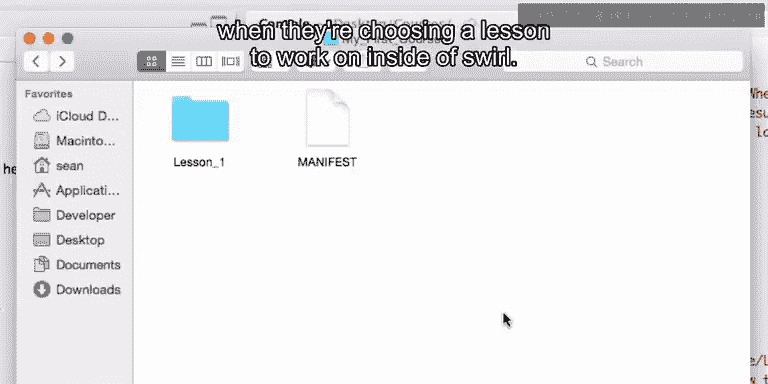 when they're choosing a lesson
to work on inside of swirl.
Search
Favorites
iCloud D...
Macinto...
sean
Applicati...
Developer
Desktop
Documents
Downloads
Lesson_1
MANIFEST